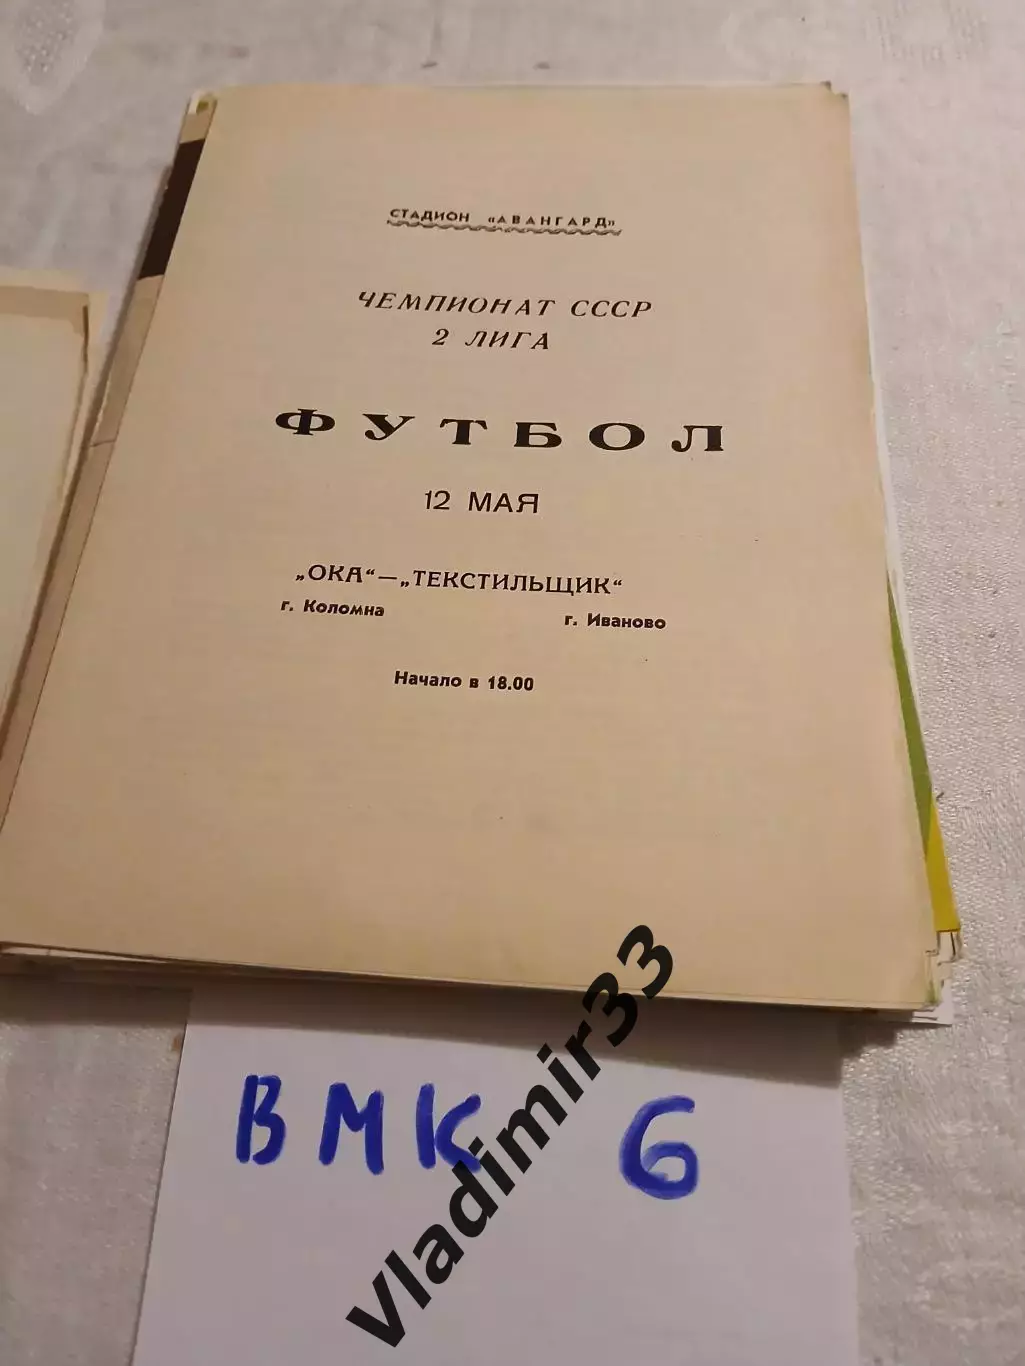 СТАДИОН «АВАНГАРД»
ЧЕМПИОНАТ СССР
2 ЛИГА
ФУТБОЛ
12 МАЯ
„ОКА“—„ТЕКСТИЛЬЩИК“
г. Коломна г. Иваново
Начало в 18.00
ВМК 6
Vladimir33